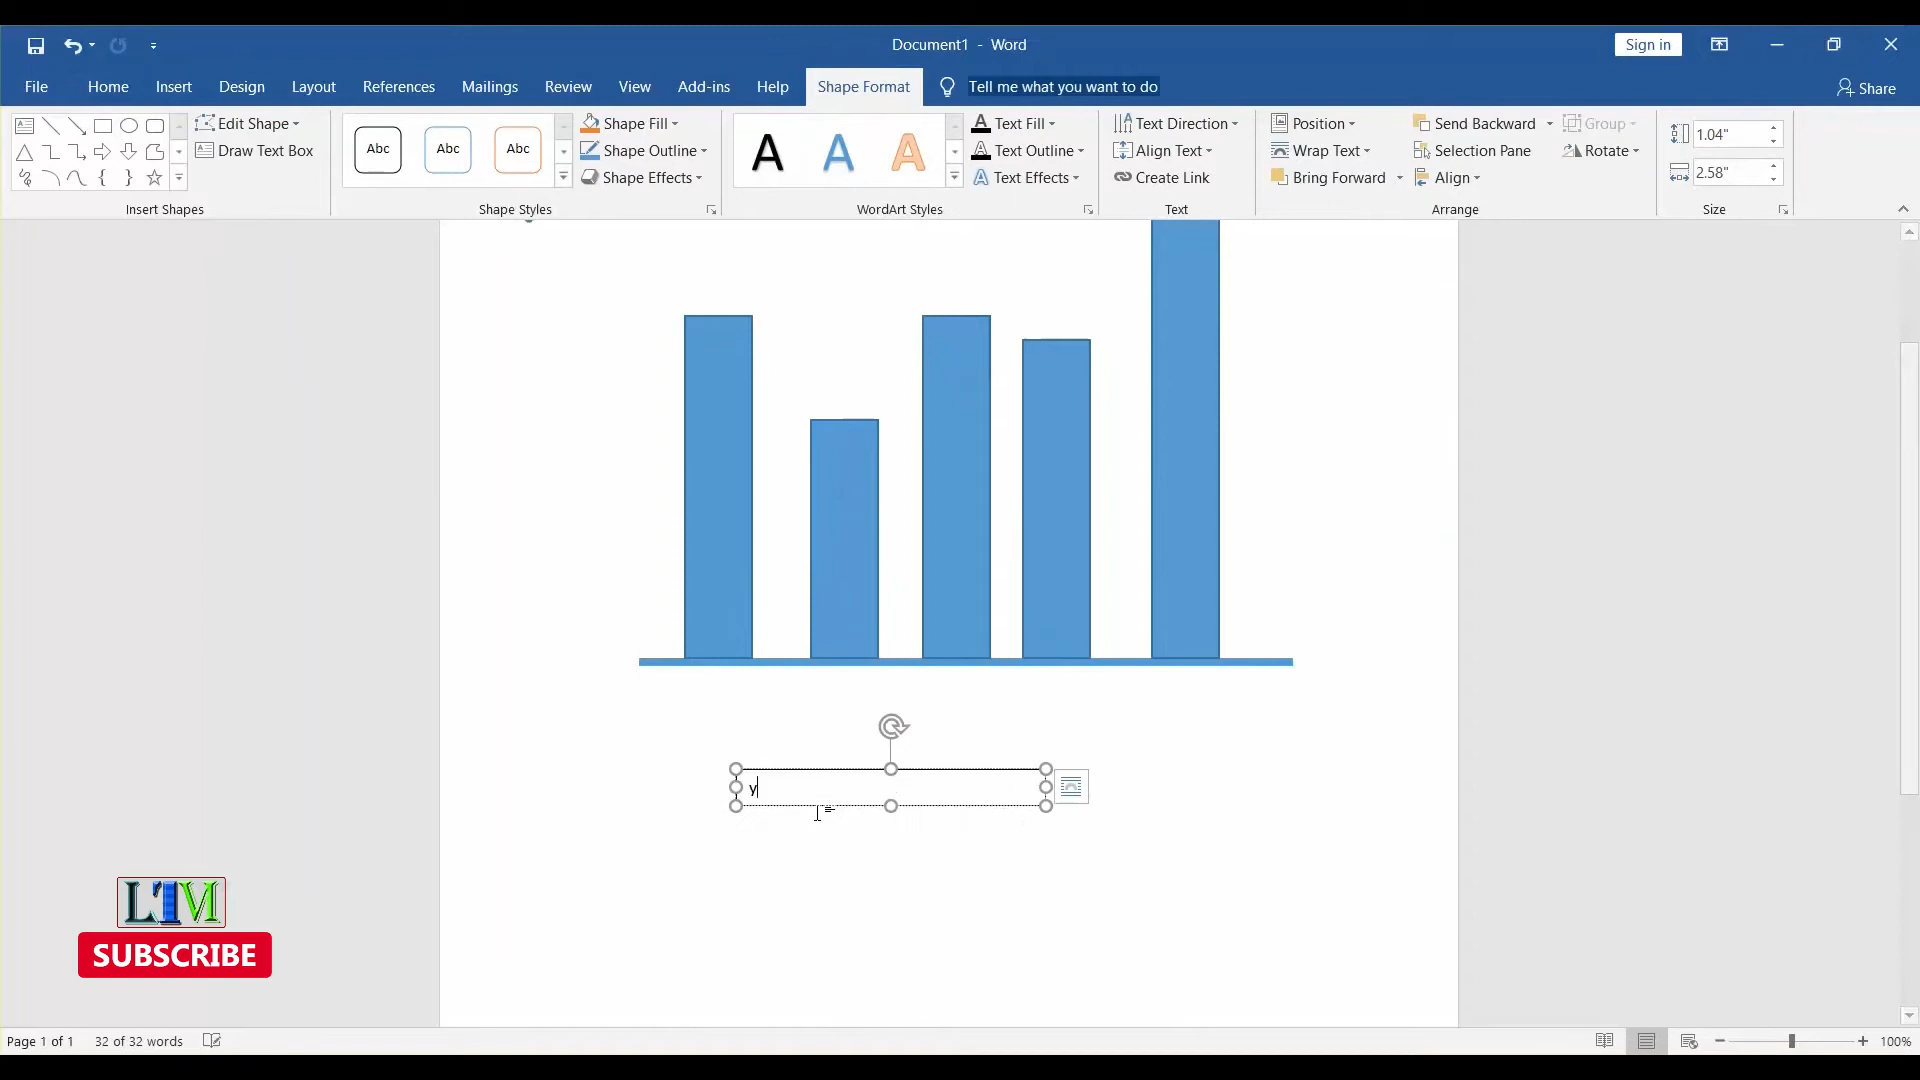 Document1 - Word
Sign in
File Home Insert Design Layout References Mailings Review View Add-ins Help Shape Format Tell me what you want to do Share
Edit Shape
Draw Text Box
Insert Shapes
Abc Abc Abc
Shape Fill
Shape Outline
Shape Effects
Shape Styles
A A A
WordArt Styles
Text Fill
Text Outline
Text Effects
Text Direction
Align Text
Create Link
Text
Position
Wrap Text
Bring Forward
Send Backward
Selection Pane
Align
Group
Rotate
Arrange
1.04"
2.58"
Size
y
LTM
SUBSCRIBE
Page 1 of 1 32 of 32 words 100%